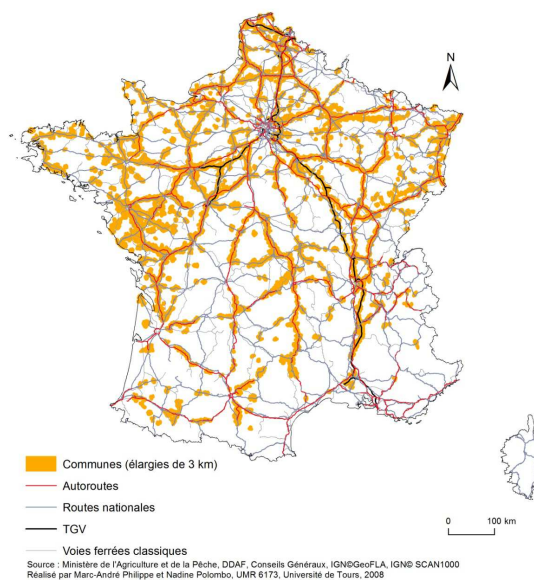 N
Communes (élargies de 3 km)
Autoroutes
Routes nationales
TGV
Voies ferrées classiques
0 100 km
Source : Ministère de l'Agriculture et de la Pêche, DDAF, Conseils Généraux, IGN©GeoFLA, IGN© SCAN1000
Réalisé par Marc-André Philippe et Nadine Polombo, UMR 6173, Université de Tours, 2008